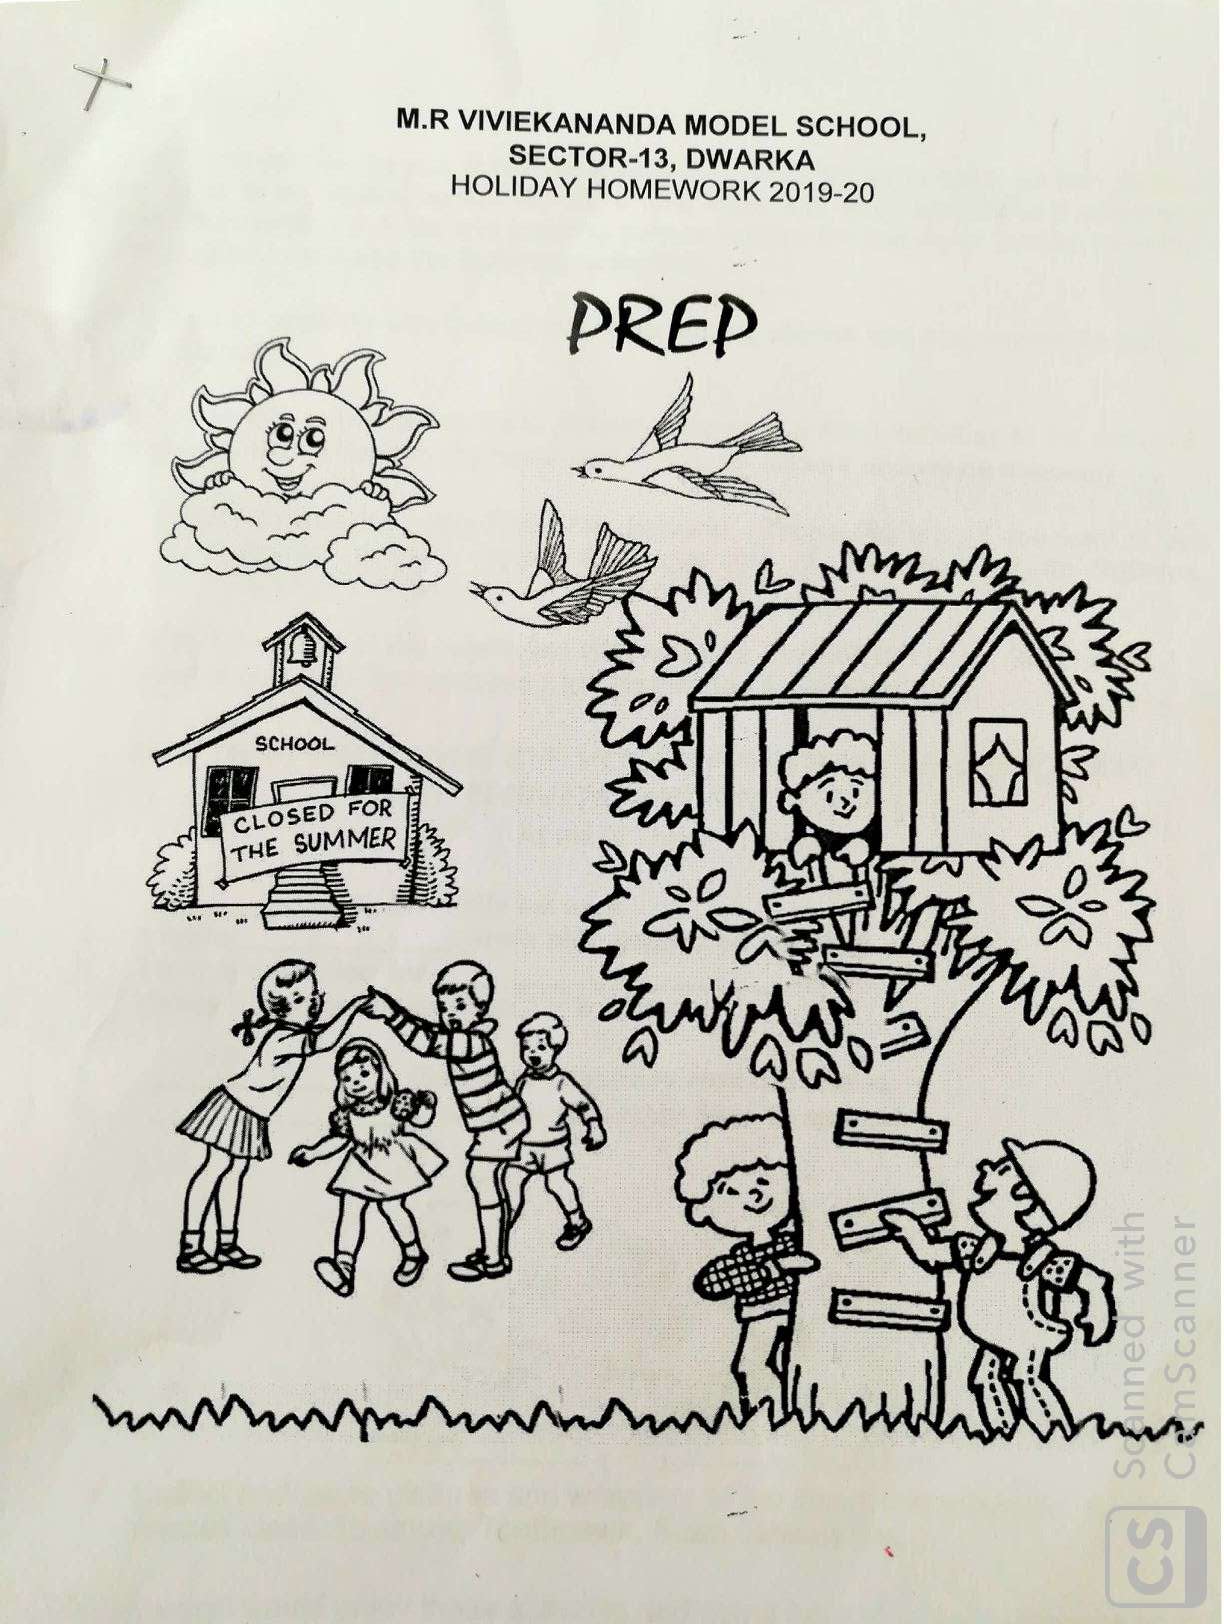 M.R VIVIEKANANDA MODEL SCHOOL,
SECTOR-13, DWARKA
HOLIDAY HOMEWORK 2019-20
PREP
SCHOOL
CLOSED FOR
THE SUMMER
Scanned with
CamScanner
CS